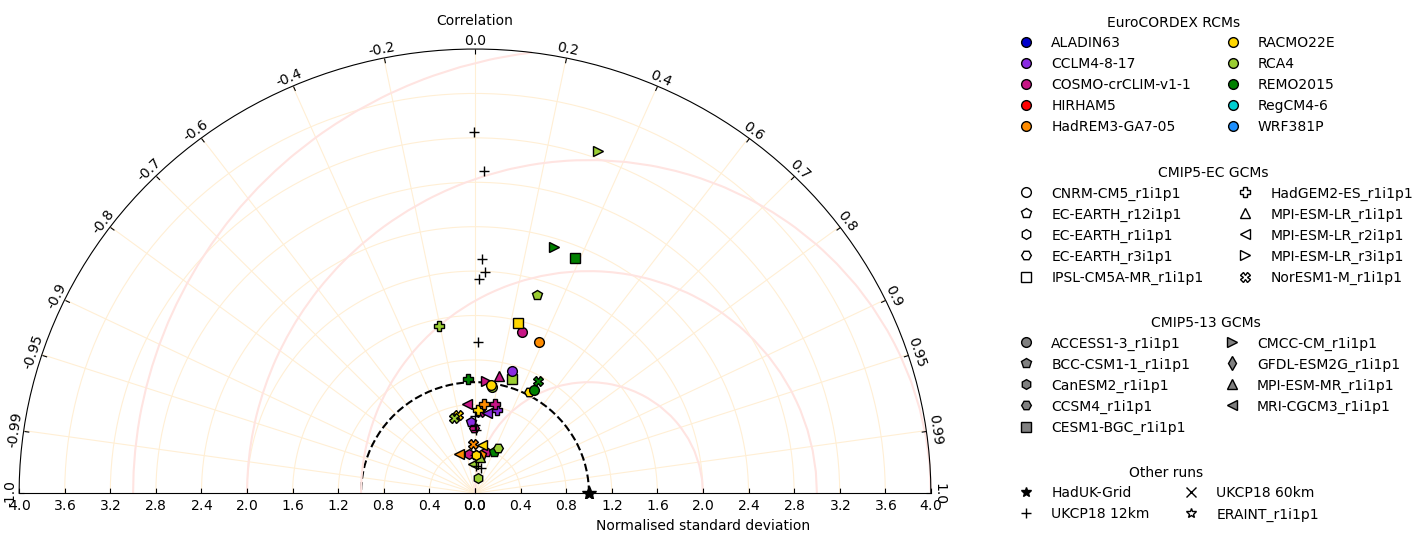 Correlation
0.0
-0.2
0.2
-0.4
0.4
-0.6
0.6
-0.7
0.7
-0.8
0.8
-0.9
0.9
-0.95
0.95
-0.99
0.99
-1.0
1.0
4.0 3.6 3.2 2.8 2.4 2.0 1.6 1.2 0.8 0.4 0.0 0.4 0.8 1.2 1.6 2.0 2.4 2.8 3.2 3.6 4.0
Normalised standard deviation
EuroCORDEX RCMs
ALADIN63 RACMO22E
CCLM4-8-17 RCA4
COSMO-crCLIM-v1-1 REMO2015
HIRHAM5 RegCM4-6
HadREM3-GA7-05 WRF381P
CMIP5-EC GCMs
CNRM-CM5_r1i1p1 HadGEM2-ES_r1i1p1
EC-EARTH_r12i1p1 MPI-ESM-LR_r1i1p1
EC-EARTH_r1i1p1 MPI-ESM-LR_r2i1p1
EC-EARTH_r3i1p1 MPI-ESM-LR_r3i1p1
IPSL-CM5A-MR_r1i1p1 NorESM1-M_r1i1p1
CMIP5-13 GCMs
ACCESS1-3_r1i1p1 CMCC-CM_r1i1p1
BCC-CSM1-1_r1i1p1 GFDL-ESM2G_r1i1p1
CanESM2_r1i1p1 MPI-ESM-MR_r1i1p1
CCSM4_r1i1p1 MRI-CGCM3_r1i1p1
CESM1-BGC_r1i1p1
Other runs
HadUK-Grid UKCP18 60km
UKCP18 12km ERAINT_r1i1p1